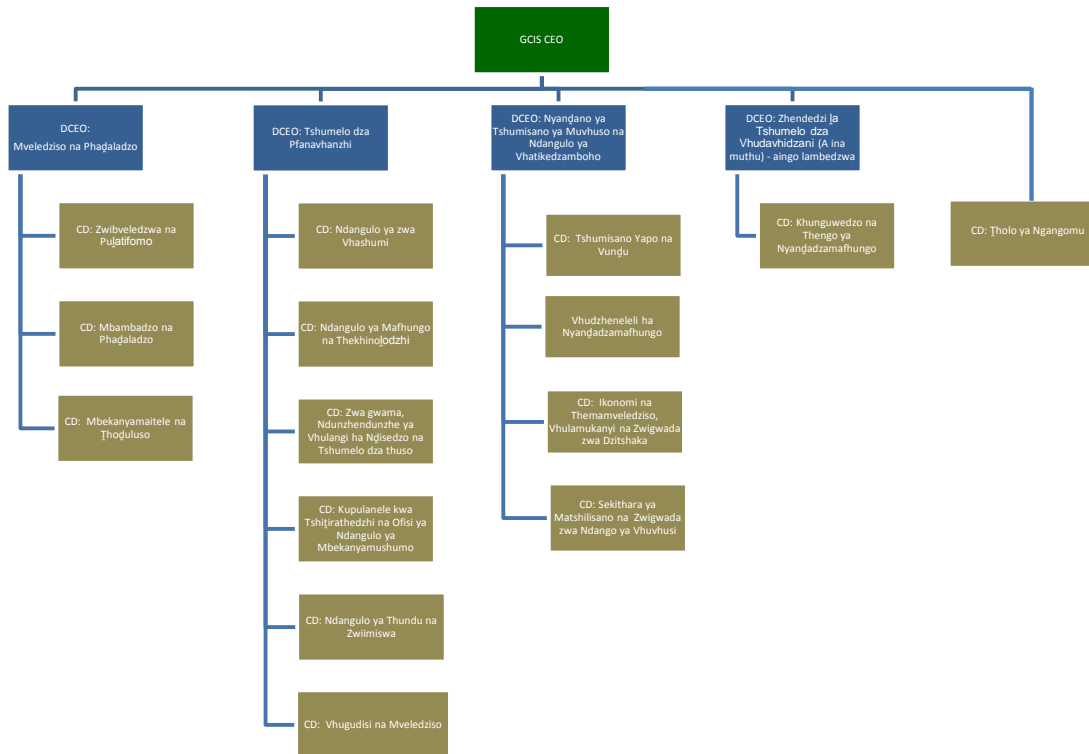 GCIS CEO
DCEO:
Mveledziso na Phaḓaladzo
DCEO: Tshumelo dza
Pfanavhanzhi
DCEO: Nyanḓano ya
Tshumisano ya Muvhuso na
Ndangulo ya
Vhatikedzamboho
DCEO: Zhendedzi ḽa
Tshumelo dza
Vhudavhidzani (A ina
muthu) - aingo lambedzwa
CD: Zwibveledzwa na
Puḽatifomo
CD: Mbambadzo na
Phaḓaladzo
CD: Mbekanyamaitele na
Ṱhoḓuluso
CD: Ndangulo ya zwa
Vhashumi
CD: Ndangulo ya Mafhungo
na Thekhinoḽodzhi
CD: Zwa gwama,
Ndunzhendunzhe ya
Vhulangi ha Nḓisedzo na
Tshumelo dza thuso
CD: Kupulanele kwa
Tshiṱirathedzhi na Ofisi ya
Ndangulo ya
Mbekanyamushumo
CD: Ndangulo ya Thundu na
Zwiimiswa
CD: Vhugudisi na Mveledziso
CD: Tshumisano Yapo na
Vunḓu
Vhudzheneleli ha
Nyanḓadzamafhungo
CD: Ikonomi na
Themamveledziso,
Vhulamukanyi na Zwigwada
zwa Dzitshaka
CD: Sekithara ya
Matshilisano na Zwigwada
zwa Ndango ya Vhuvhusi
CD: Khunguwedzo na
Thengo ya
Nyanḓadzamafhungo
CD: Ṱholo ya Ngangomu